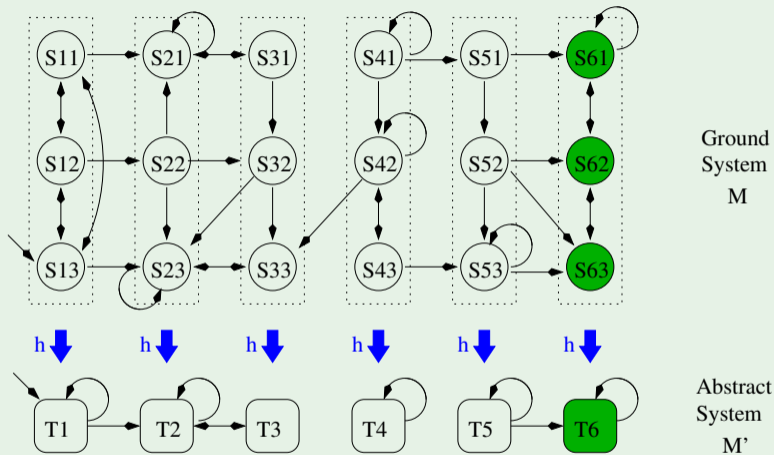 S11 S21 S31 S41 S51 S61
S12 S22 S32 S42 S52 S62
Ground
System
M
S13 S23 S33 S43 S53 S63
h h h h h h
T1 T2 T3 T4 T5 T6
Abstract
System
M'